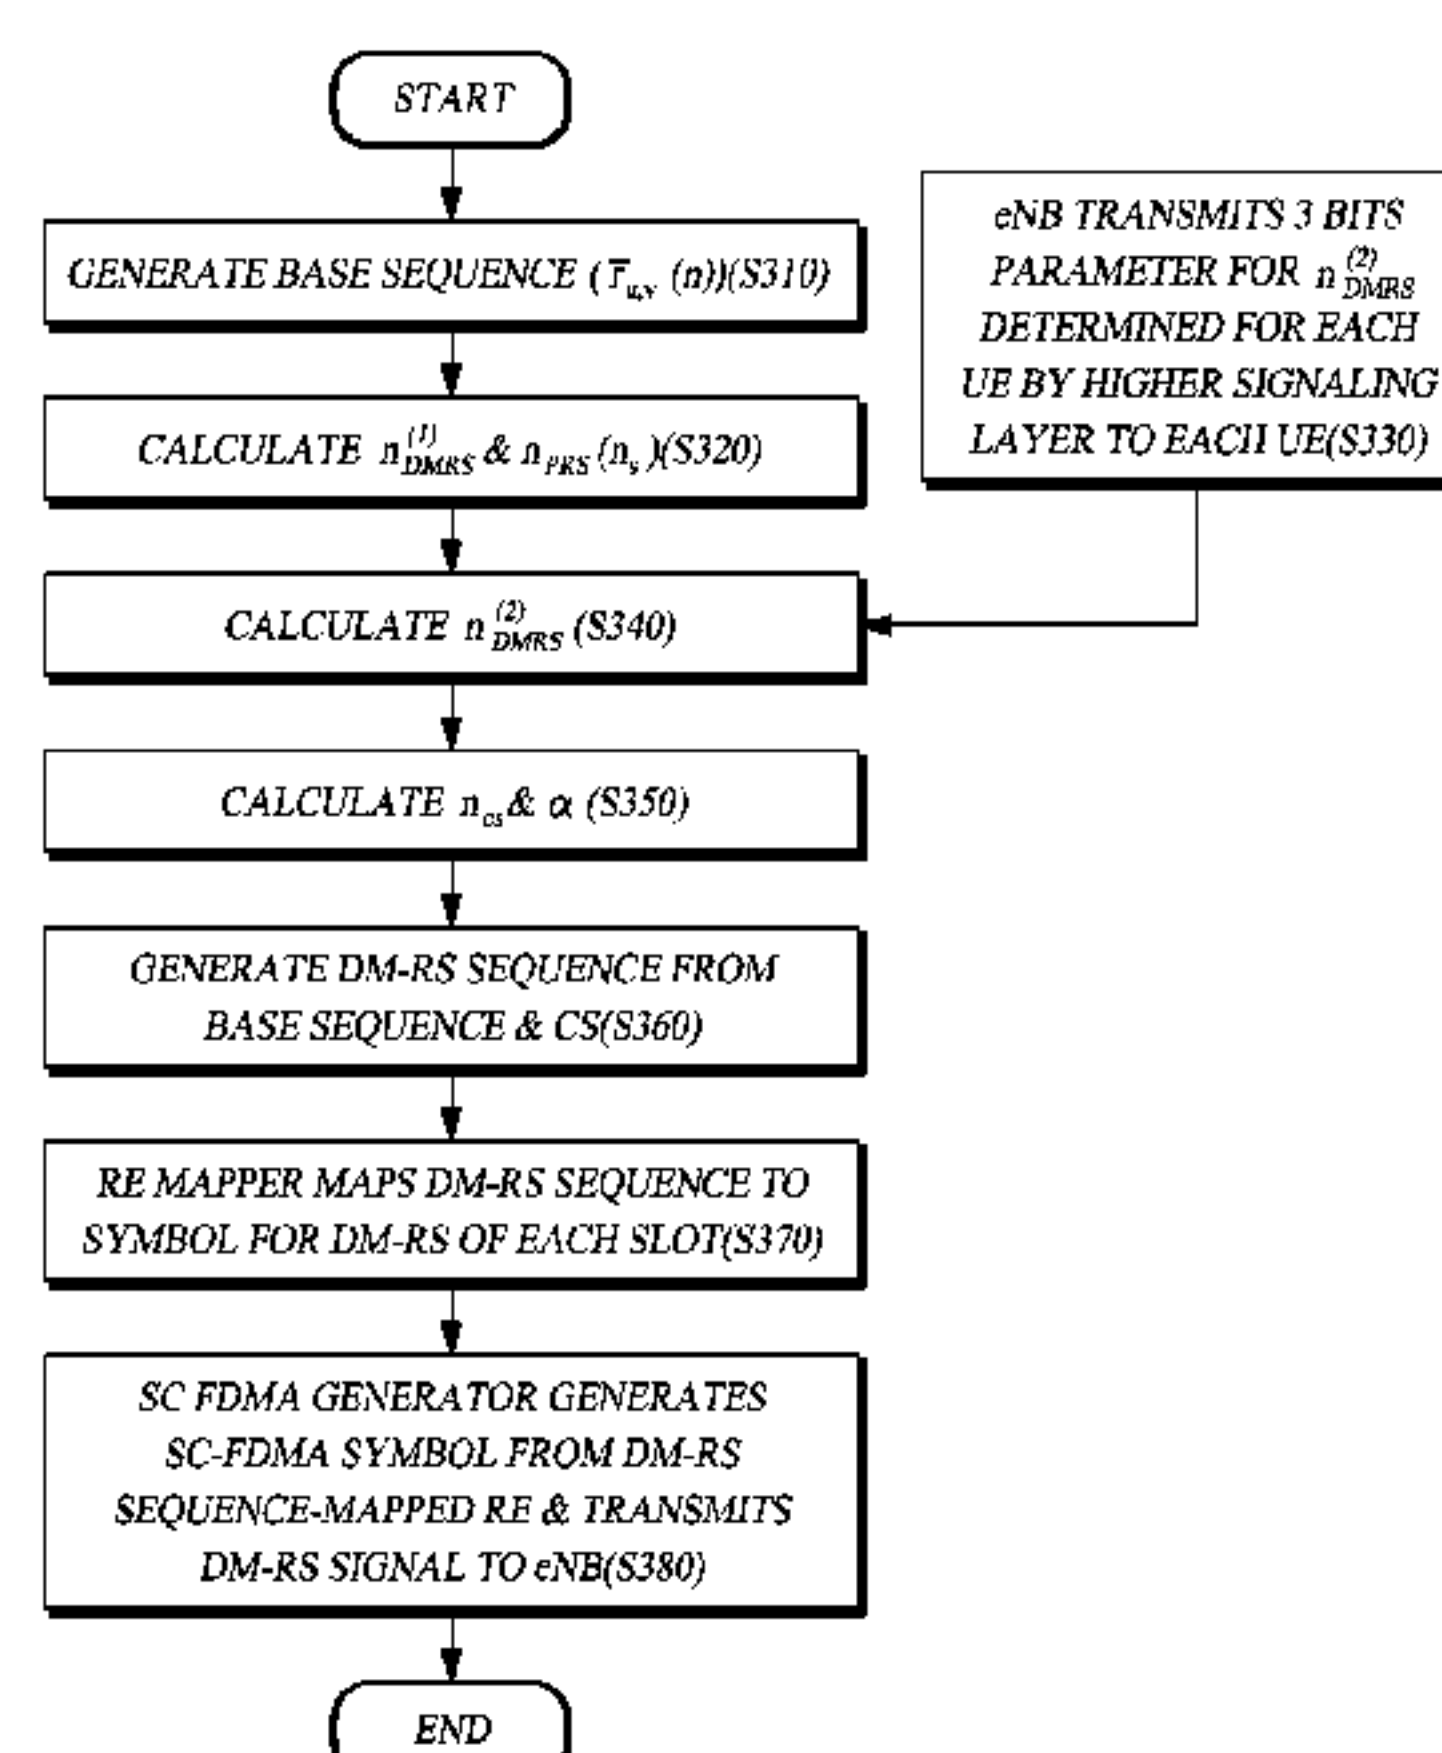 START
GENERATE BASE SEQUENCE (r̅u,v (n))(S310)
CALCULATE n(1)DMRS & nPRS (ns)(S320)
eNB TRANSMITS 3 BITS
PARAMETER FOR n(2)DMRS
DETERMINED FOR EACH
UE BY HIGHER SIGNALING
LAYER TO EACH UE(S330)
CALCULATE n(2)DMRS (S340)
CALCULATE ncs & α (S350)
GENERATE DM-RS SEQUENCE FROM
BASE SEQUENCE & CS(S360)
RE MAPPER MAPS DM-RS SEQUENCE TO
SYMBOL FOR DM-RS OF EACH SLOT(S370)
SC FDMA GENERATOR GENERATES
SC-FDMA SYMBOL FROM DM-RS
SEQUENCE-MAPPED RE & TRANSMITS
DM-RS SIGNAL TO eNB(S380)
END